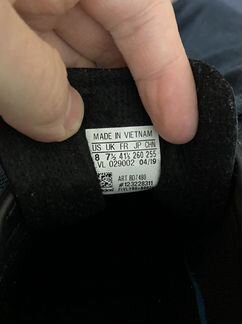 MADE IN VIETNAM
US UK FR JP CHN
8 7½ 41⅓ 260 255
VL 029002 04/19
ART BD7480
#123228311